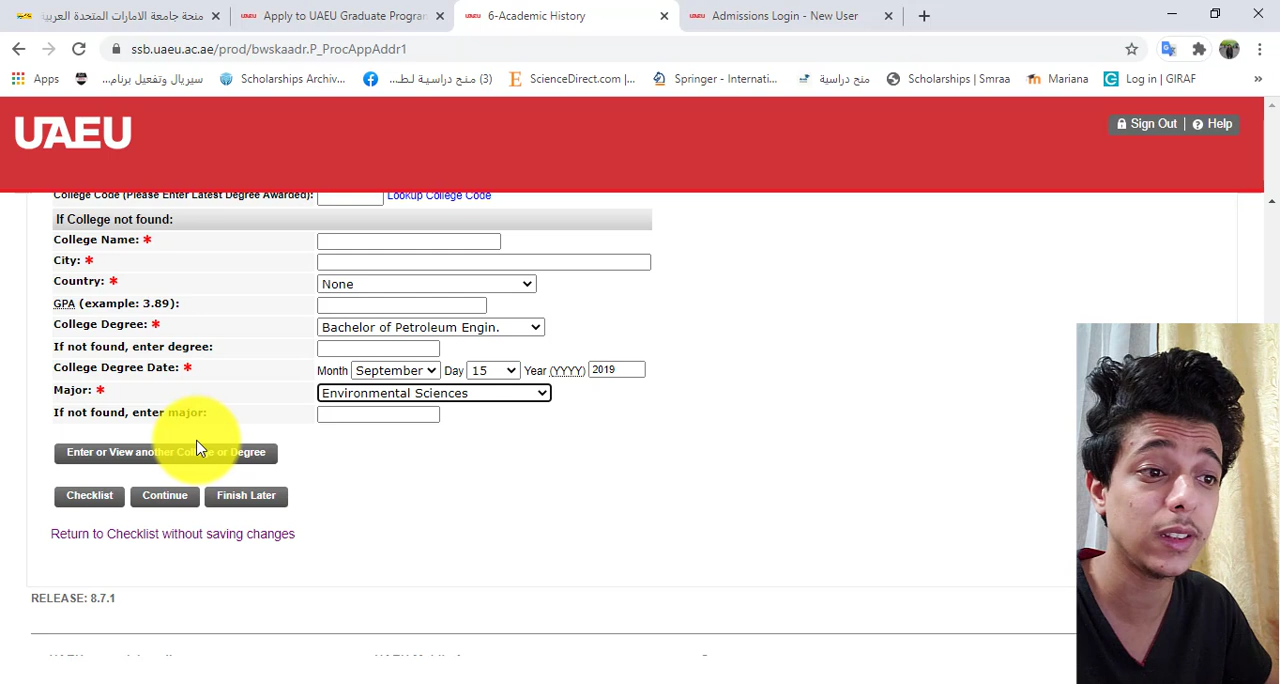 منحة جامعة الامارات المتحدة العربية
Apply to UAEU Graduate Program
6-Academic History
Admissions Login - New User
ssb.uaeu.ac.ae/prod/bwskaadr.P_ProcAppAddr1
Apps
سيريال وتفعيل برنام...
Scholarships Archiv...
(3) منح دراسية لـطـ...
ScienceDirect.com |...
Springer - Internati...
منح دراسية
Scholarships | Smraa
Mariana
Log in | GIRAF
»
UAEU
Sign Out | Help
College Code (Please Enter Latest Degree Awarded): Lookup College Code
If College not found:
College Name: *
City: *
Country: * None
GPA (example: 3.89):
College Degree: * Bachelor of Petroleum Engin.
If not found, enter degree:
College Degree Date: * Month September Day 15 Year (YYYY) 2019
Major: * Environmental Sciences
If not found, enter major:
Enter or View another College or Degree
Checklist Continue Finish Later
Return to Checklist without saving changes
RELEASE: 8.7.1